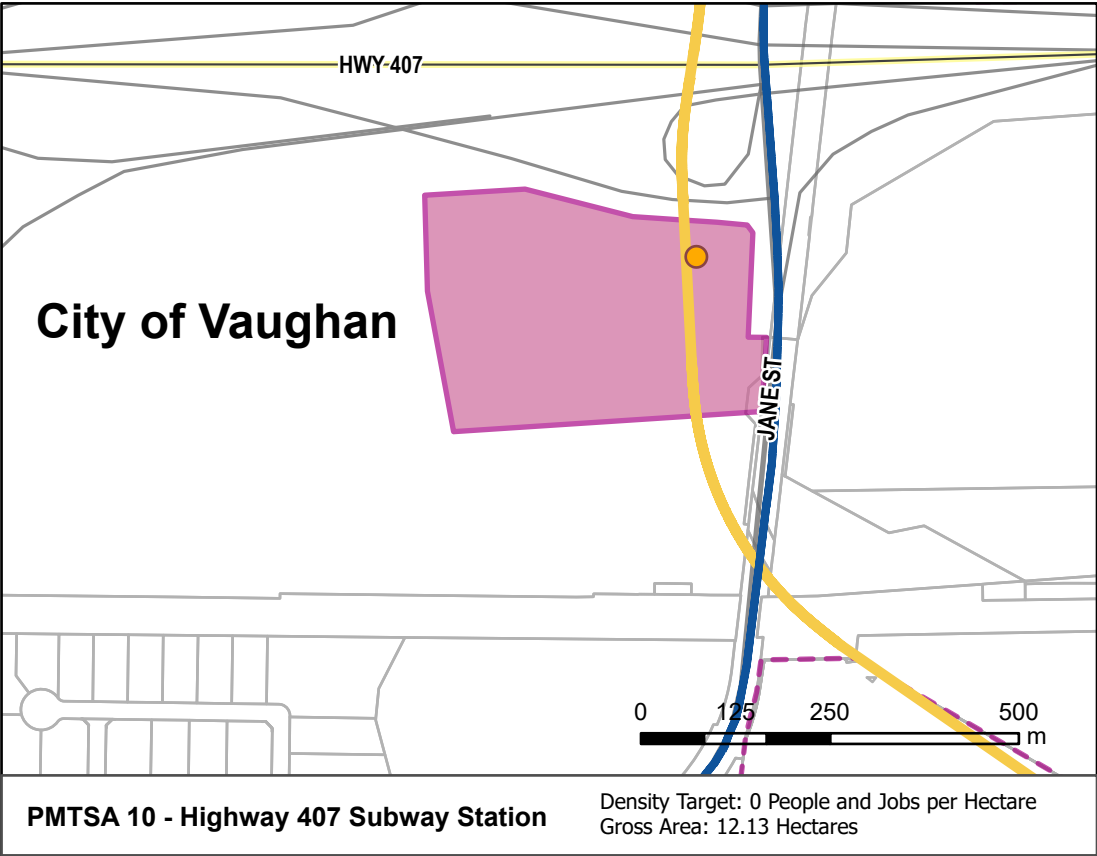 HWY 407
City of Vaughan
JANE ST
0 125 250 500
m
PMTSA 10 - Highway 407 Subway Station
Density Target: 0 People and Jobs per Hectare
Gross Area: 12.13 Hectares